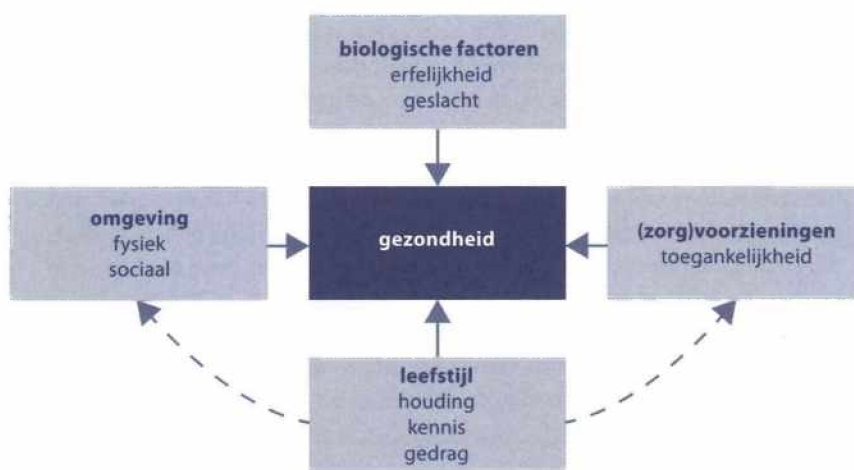 biologische factoren
erfelijkheid
geslacht
omgeving
fysiek
sociaal
gezondheid
(zorg)voorzieningen
toegankelijkheid
leefstijl
houding
kennis
gedrag